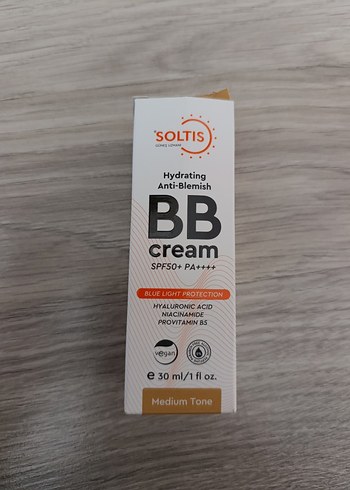 SOLTIS
Hydrating
Anti-Blemish
BB
cream
SPF50+ PA++++
BLUE LIGHT PROTECTION
HYALURONIC ACID
NIACINAMIDE
PROVITAMIN B5
vegan
e 30 ml/1 fl oz.
Medium Tone